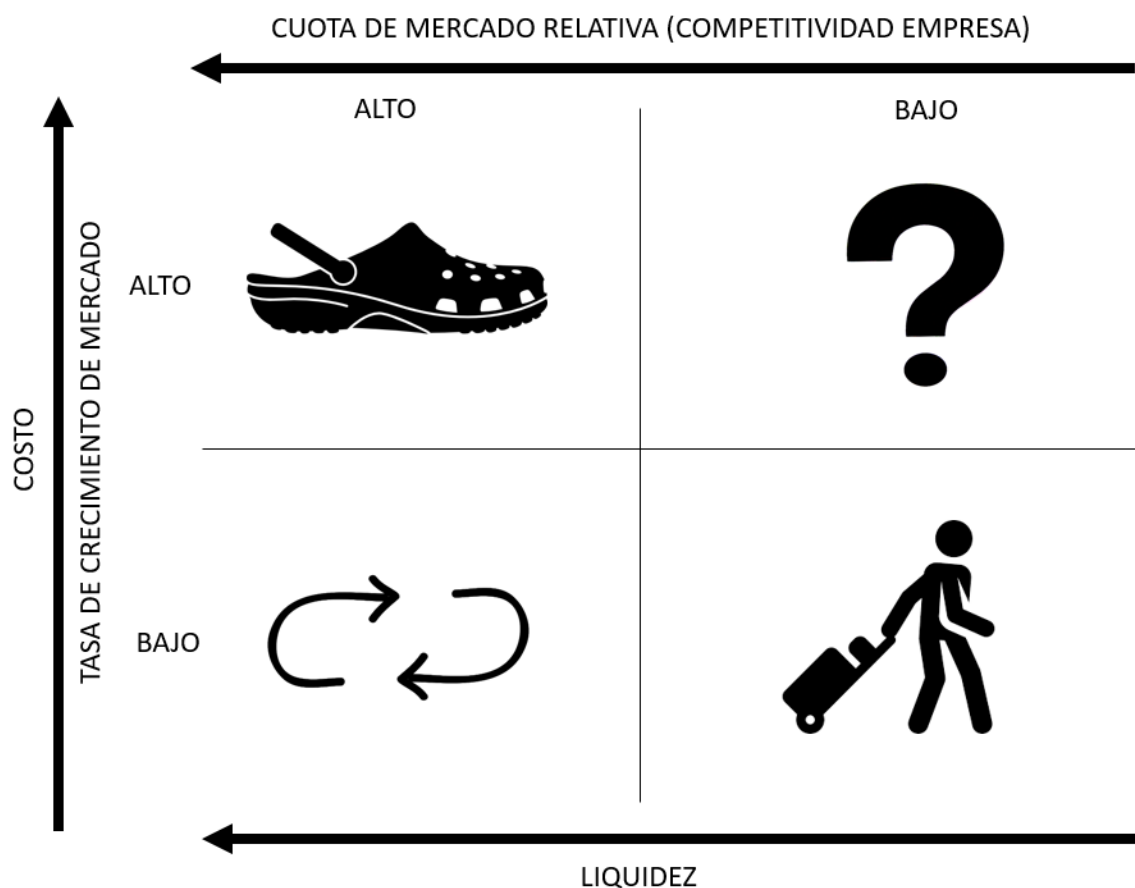 CUOTA DE MERCADO RELATIVA (COMPETITIVIDAD EMPRESA)
ALTO
BAJO
COSTO
TASA DE CRECIMIENTO DE MERCADO
ALTO
?
BAJO
LIQUIDEZ